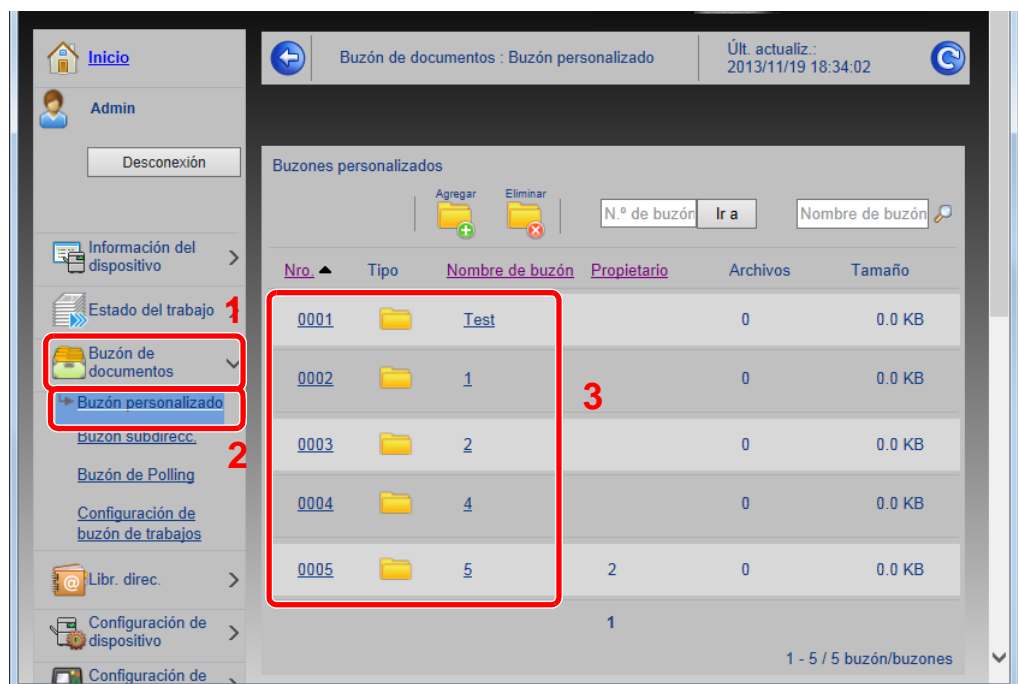 Inicio
Admin
Desconexión
Información del
dispositivo
Estado del trabajo
1
Buzón de
documentos
Buzón personalizado
2
Buzón subdirecc.
Buzón de Polling
Configuración de
buzón de trabajos
Libr. direc.
Configuración de
dispositivo
Configuración de
Buzón de documentos : Buzón personalizado
Últ. actualiz.:
2013/11/19 18:34:02
Buzones personalizados
Agregar Eliminar
N.º de buzón Ir a Nombre de buzón
Nro. Tipo Nombre de buzón Propietario Archivos Tamaño
0001 Test 0 0.0 KB
0002 1 0 0.0 KB
3
0003 2 0 0.0 KB
0004 4 0 0.0 KB
0005 5 2 0 0.0 KB
1
1 - 5 / 5 buzón/buzones